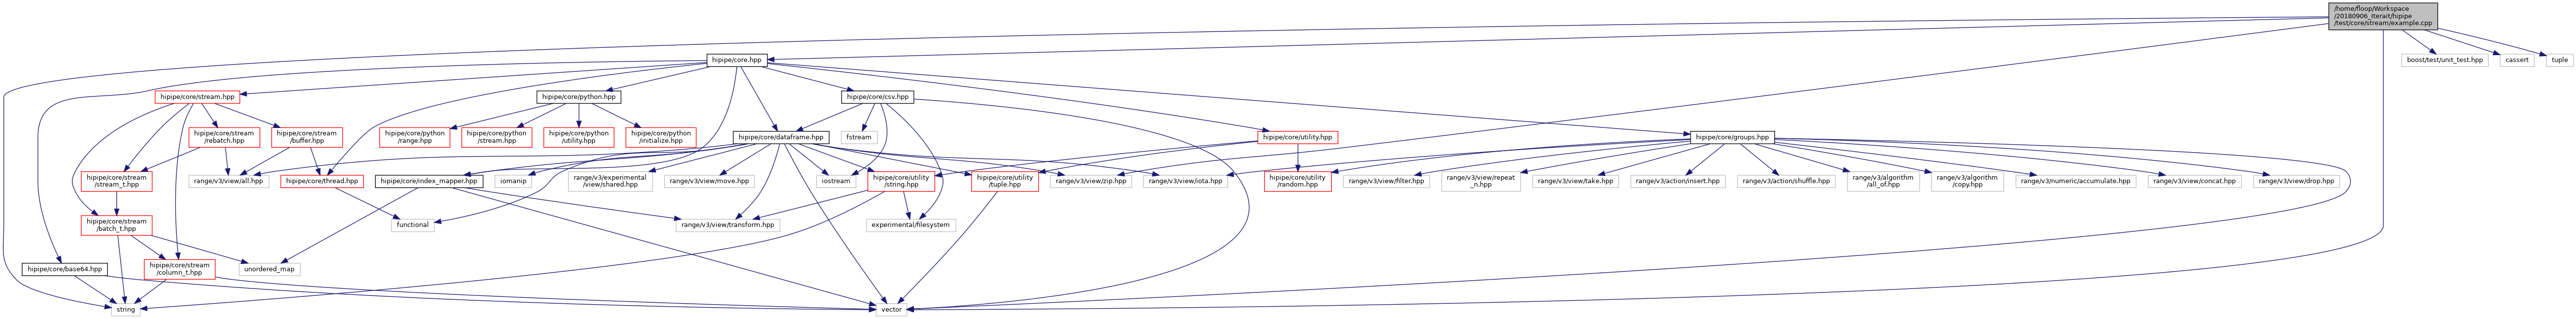 /home/floop/Workspace
/20180906_Iterait/hipipe
/test/core/stream/example.cpp
hipipe/core.hpp
boost/test/unit_test.hpp
cassert
tuple
hipipe/core/stream.hpp
hipipe/core/python.hpp
hipipe/core/csv.hpp
hipipe/core/stream
/rebatch.hpp
hipipe/core/stream
/buffer.hpp
hipipe/core/python
/range.hpp
hipipe/core/python
/stream.hpp
hipipe/core/python
/utility.hpp
hipipe/core/python
/initialize.hpp
hipipe/core/dataframe.hpp
fstream
hipipe/core/utility.hpp
hipipe/core/groups.hpp
hipipe/core/stream
/stream_t.hpp
range/v3/view/all.hpp
hipipe/core/thread.hpp
hipipe/core/index_mapper.hpp
iomanip
range/v3/experimental
/view/shared.hpp
range/v3/view/move.hpp
iostream
hipipe/core/utility
/string.hpp
hipipe/core/utility
/tuple.hpp
range/v3/view/zip.hpp
range/v3/view/iota.hpp
hipipe/core/utility
/random.hpp
range/v3/view/filter.hpp
range/v3/view/repeat
_n.hpp
range/v3/view/take.hpp
range/v3/action/insert.hpp
range/v3/action/shuffle.hpp
range/v3/algorithm
/all_of.hpp
range/v3/algorithm
/copy.hpp
range/v3/numeric/accumulate.hpp
range/v3/view/concat.hpp
range/v3/view/drop.hpp
hipipe/core/stream
/batch_t.hpp
functional
range/v3/view/transform.hpp
experimental/filesystem
hipipe/core/base64.hpp
hipipe/core/stream
/column_t.hpp
unordered_map
string
vector